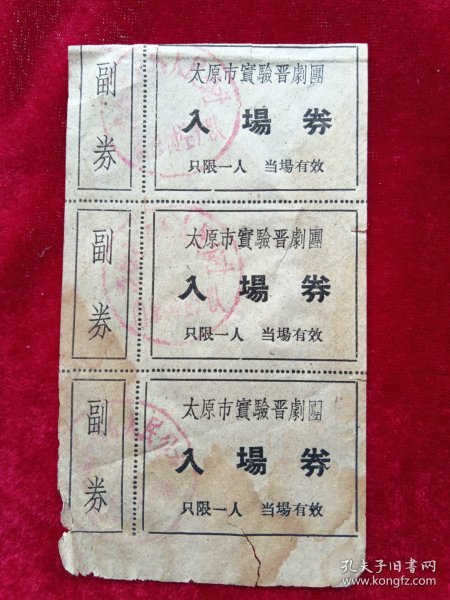 副券
太原市實驗晋劇團
入場券
只限一人 当場有效
副券
太原市實驗晋劇團
入場券
只限一人 当場有效
副券
太原市實驗晋劇團
入場券
只限一人 当場有效
孔夫子旧书网
www.kongfz.com